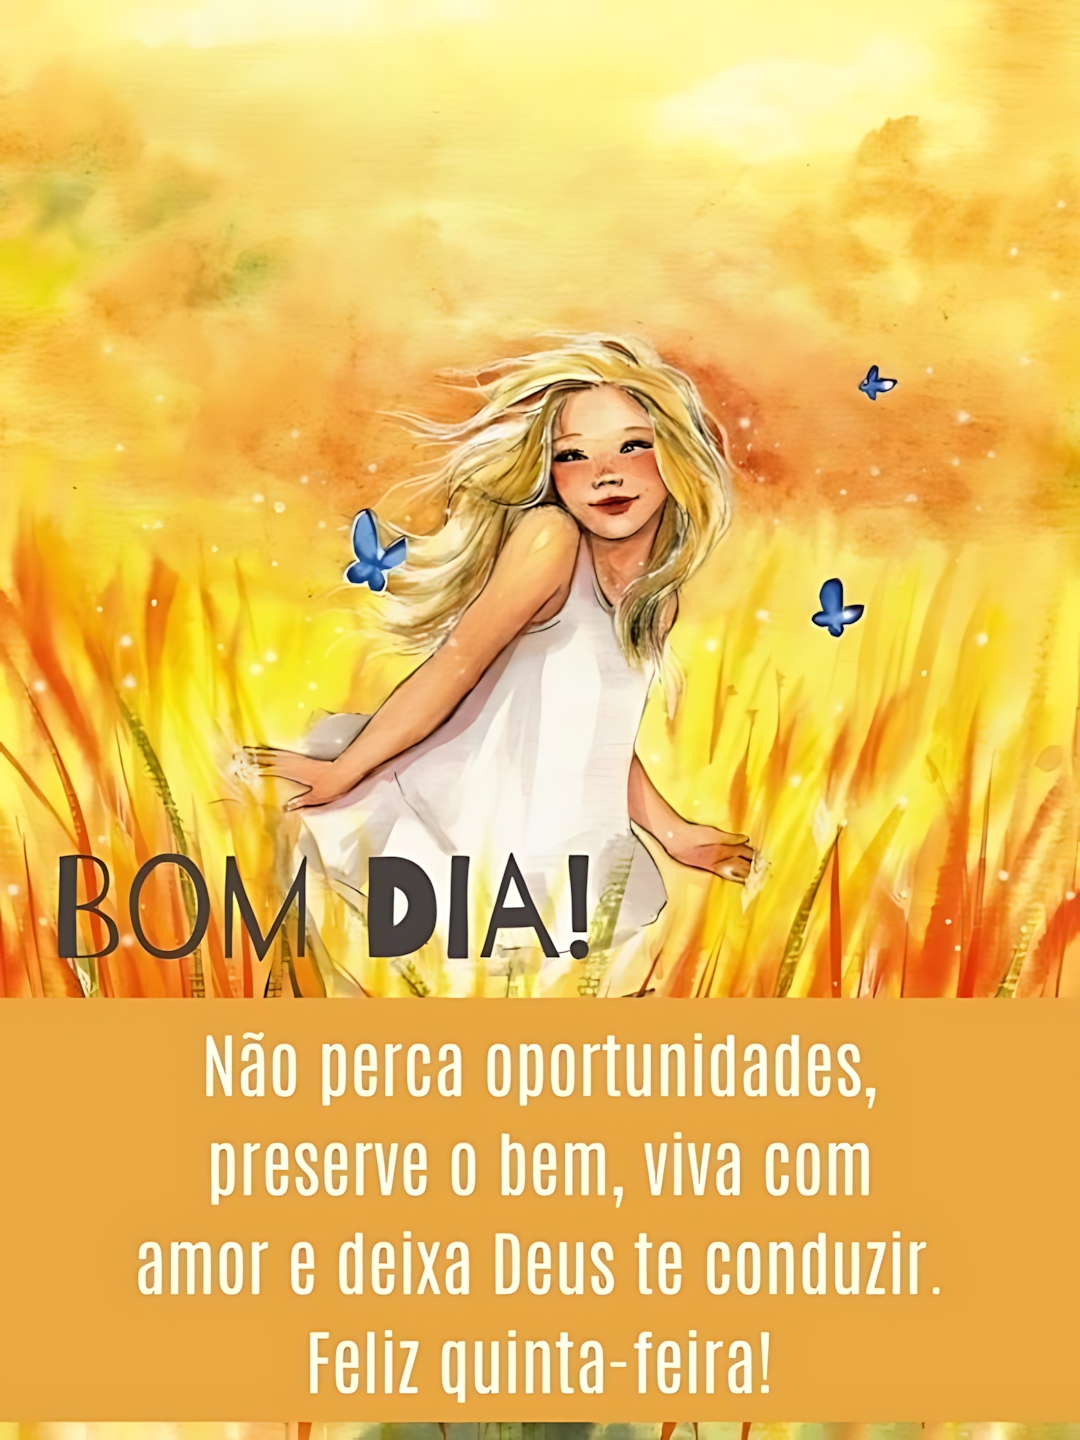 BOM DIA!
Não perca oportunidades,
preserve o bem, viva com
amor e deixa Deus te conduzir.
Feliz quinta-feira!